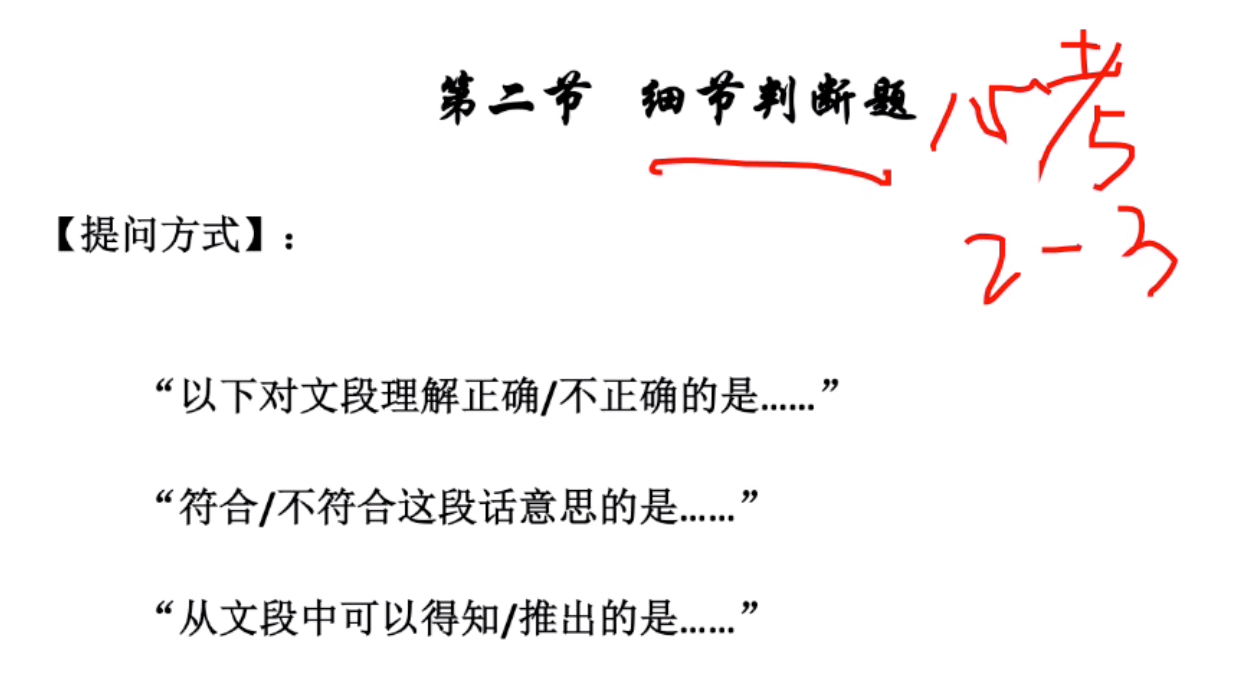 第二节 细节判断题 必考
2-3
【提问方式】：
“以下对文段理解正确/不正确的是……”
“符合/不符合这段话意思的是……”
“从文段中可以得知/推出的是……”